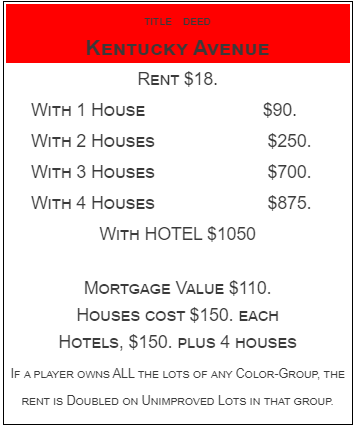 TITLE DEED
KENTUCKY AVENUE
RENT $18.
WITH 1 HOUSE $90.
WITH 2 HOUSES $250.
WITH 3 HOUSES $700.
WITH 4 HOUSES $875.
WITH HOTEL $1050
MORTGAGE VALUE $110.
HOUSES COST $150. EACH
HOTELS, $150. PLUS 4 HOUSES
IF A PLAYER OWNS ALL THE LOTS OF ANY COLOR-GROUP, THE
RENT IS DOUBLED ON UNIMPROVED LOTS IN THAT GROUP.